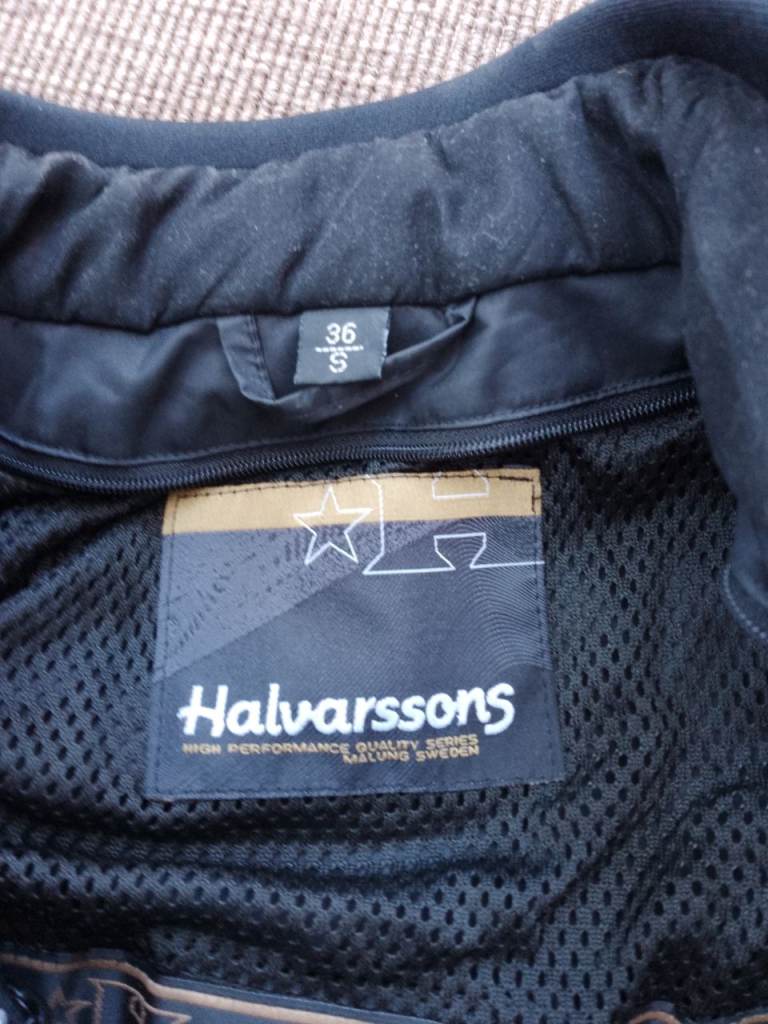 36
S
H
Halvarssons
HIGH PERFORMANCE QUALITY SERIES
MALUNG SWEDEN